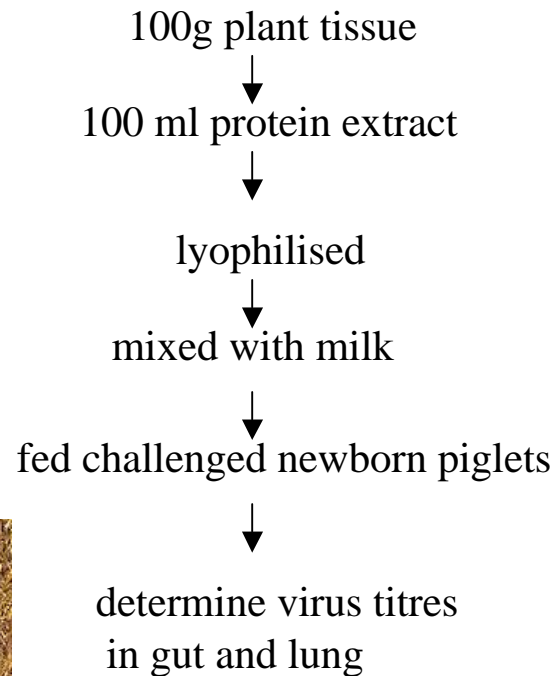 100g plant tissue
100 ml protein extract
lyophilised
mixed with milk
fed challenged newborn piglets
determine virus titres
in gut and lung